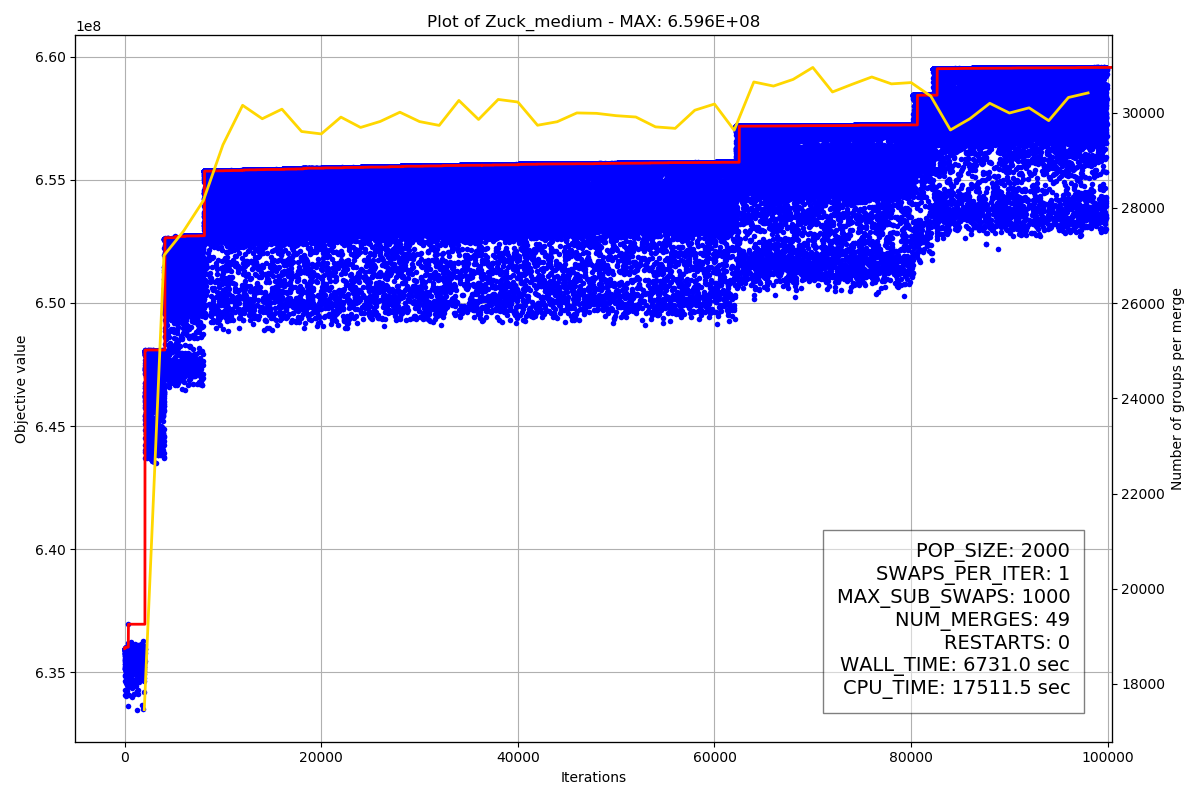 Plot of Zuck_medium - MAX: 6.596E+08
1e8
6.60
6.55
6.50
6.45
6.40
6.35
Objective value
30000
28000
26000
24000
22000
20000
18000
Number of groups per merge
POP_SIZE: 2000
SWAPS_PER_ITER: 1
MAX_SUB_SWAPS: 1000
NUM_MERGES: 49
RESTARTS: 0
WALL_TIME: 6731.0 sec
CPU_TIME: 17511.5 sec
0 20000 40000 60000 80000 100000
Iterations